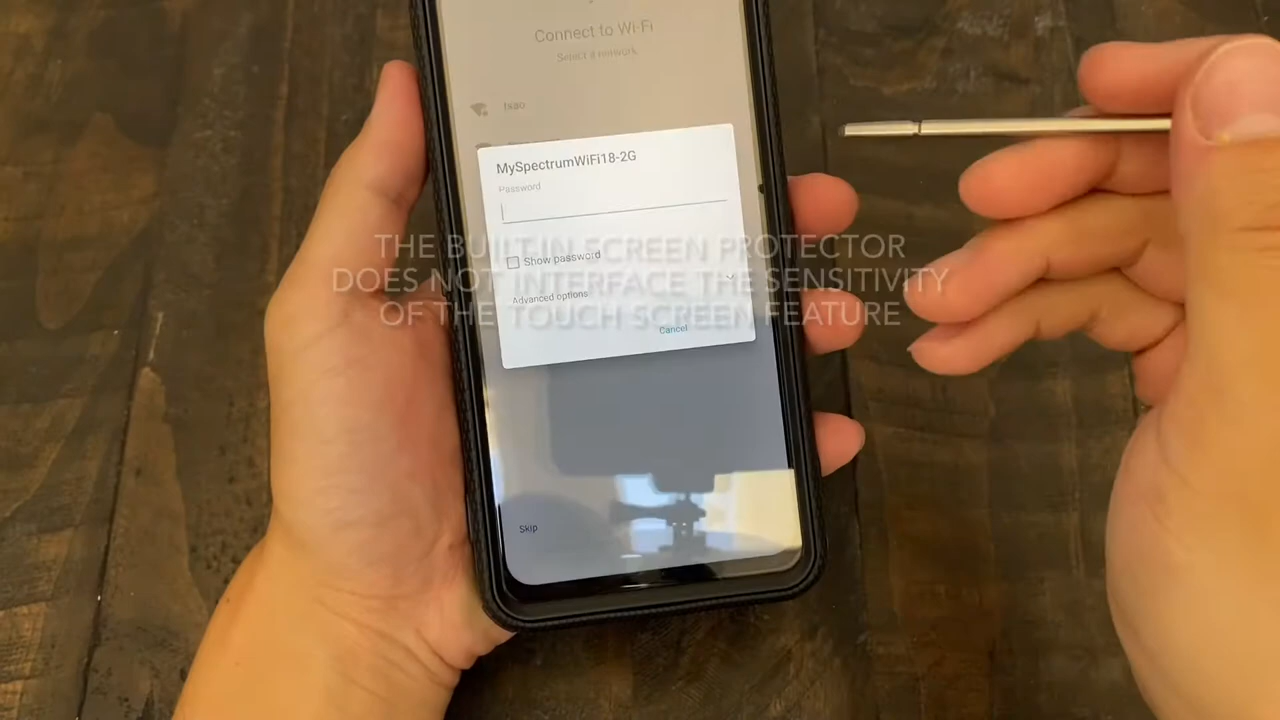 Connect to Wi-Fi
Select a network
tsao
MySpectrumWiFi18-2G
Password
THE BUILT-IN SCREEN PROTECTOR
Show password
DOES NOT INTERFACE THE SENSITIVITY
Advanced options
OF THE TOUCH SCREEN FEATURE
Cancel
Skip